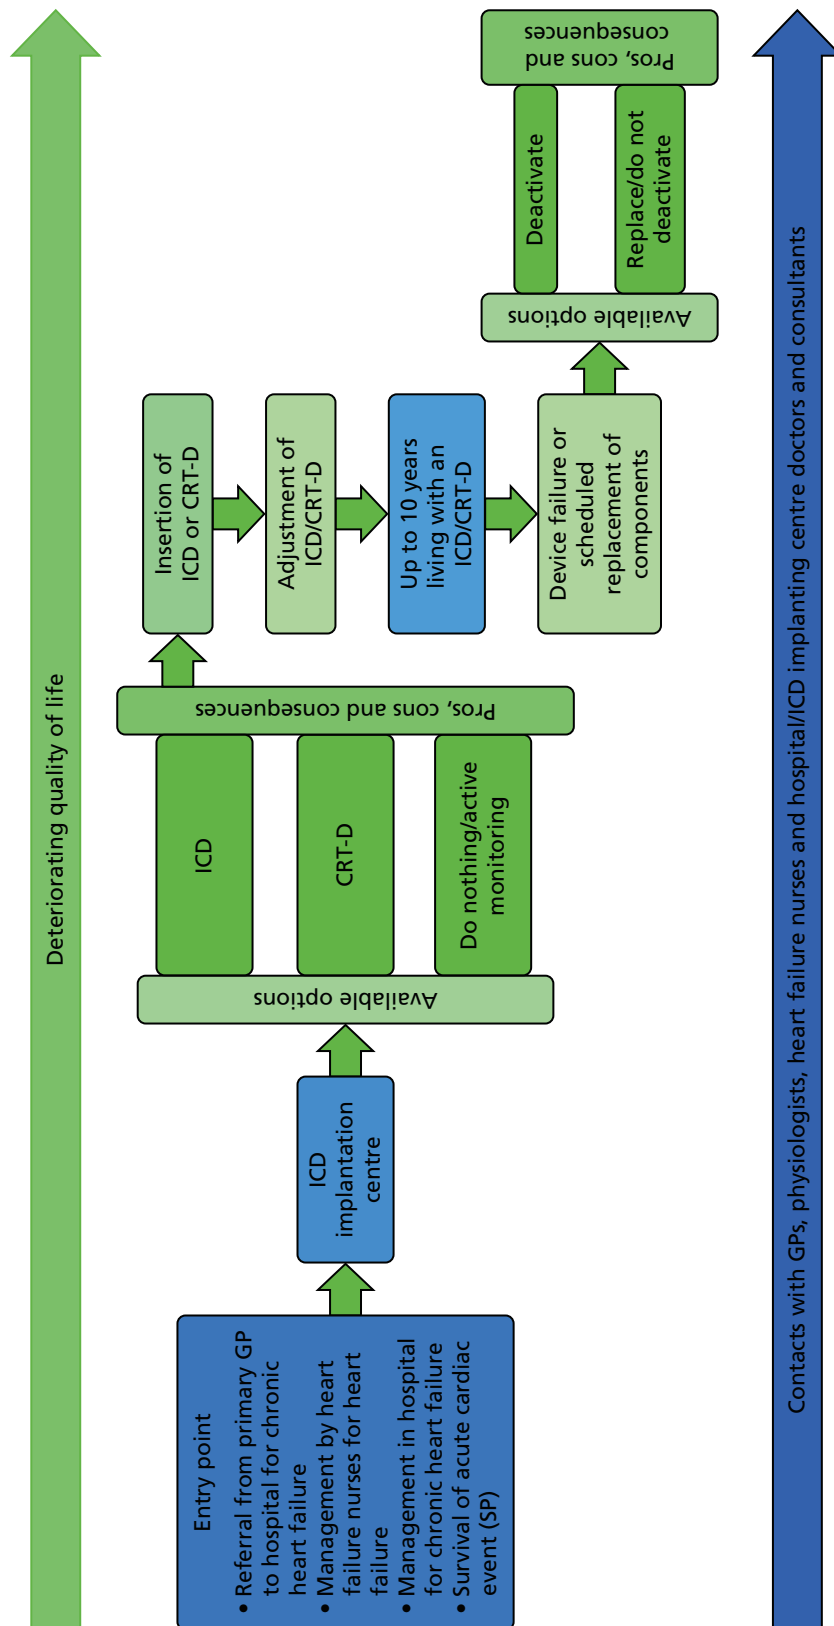 Deteriorating quality of life
Entry point
• Referral from primary GP
to hospital for chronic
heart failure
• Management by heart
failure nurses for heart
failure
• Management in hospital
for chronic heart failure
• Survival of acute cardiac
event (SP)
ICD
implantation
centre
Available options
ICD
CRT-D
Do nothing/active
monitoring
Pros, cons and consequences
Insertion of
ICD or CRT-D
Adjustment of
ICD/CRT-D
Up to 10 years
living with an
ICD/CRT-D
Device failure or
scheduled
replacement of
components
Available options
Deactivate
Replace/do not
deactivate
Pros, cons and
consequences
Contacts with GPs, physiologists, heart failure nurses and hospital/ICD implanting centre doctors and consultants